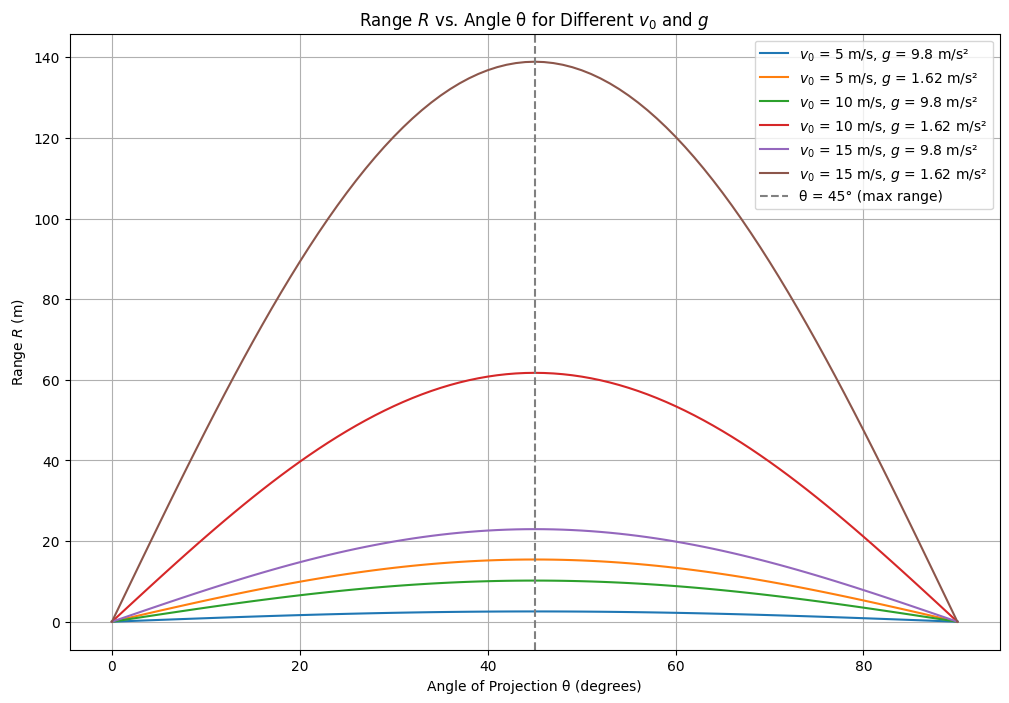 Range R vs. Angle θ for Different v₀ and g
v₀ = 5 m/s, g = 9.8 m/s²
v₀ = 5 m/s, g = 1.62 m/s²
v₀ = 10 m/s, g = 9.8 m/s²
v₀ = 10 m/s, g = 1.62 m/s²
v₀ = 15 m/s, g = 9.8 m/s²
v₀ = 15 m/s, g = 1.62 m/s²
θ = 45° (max range)
140
120
100
80
60
40
20
0
Range R (m)
0 20 40 60 80
Angle of Projection θ (degrees)